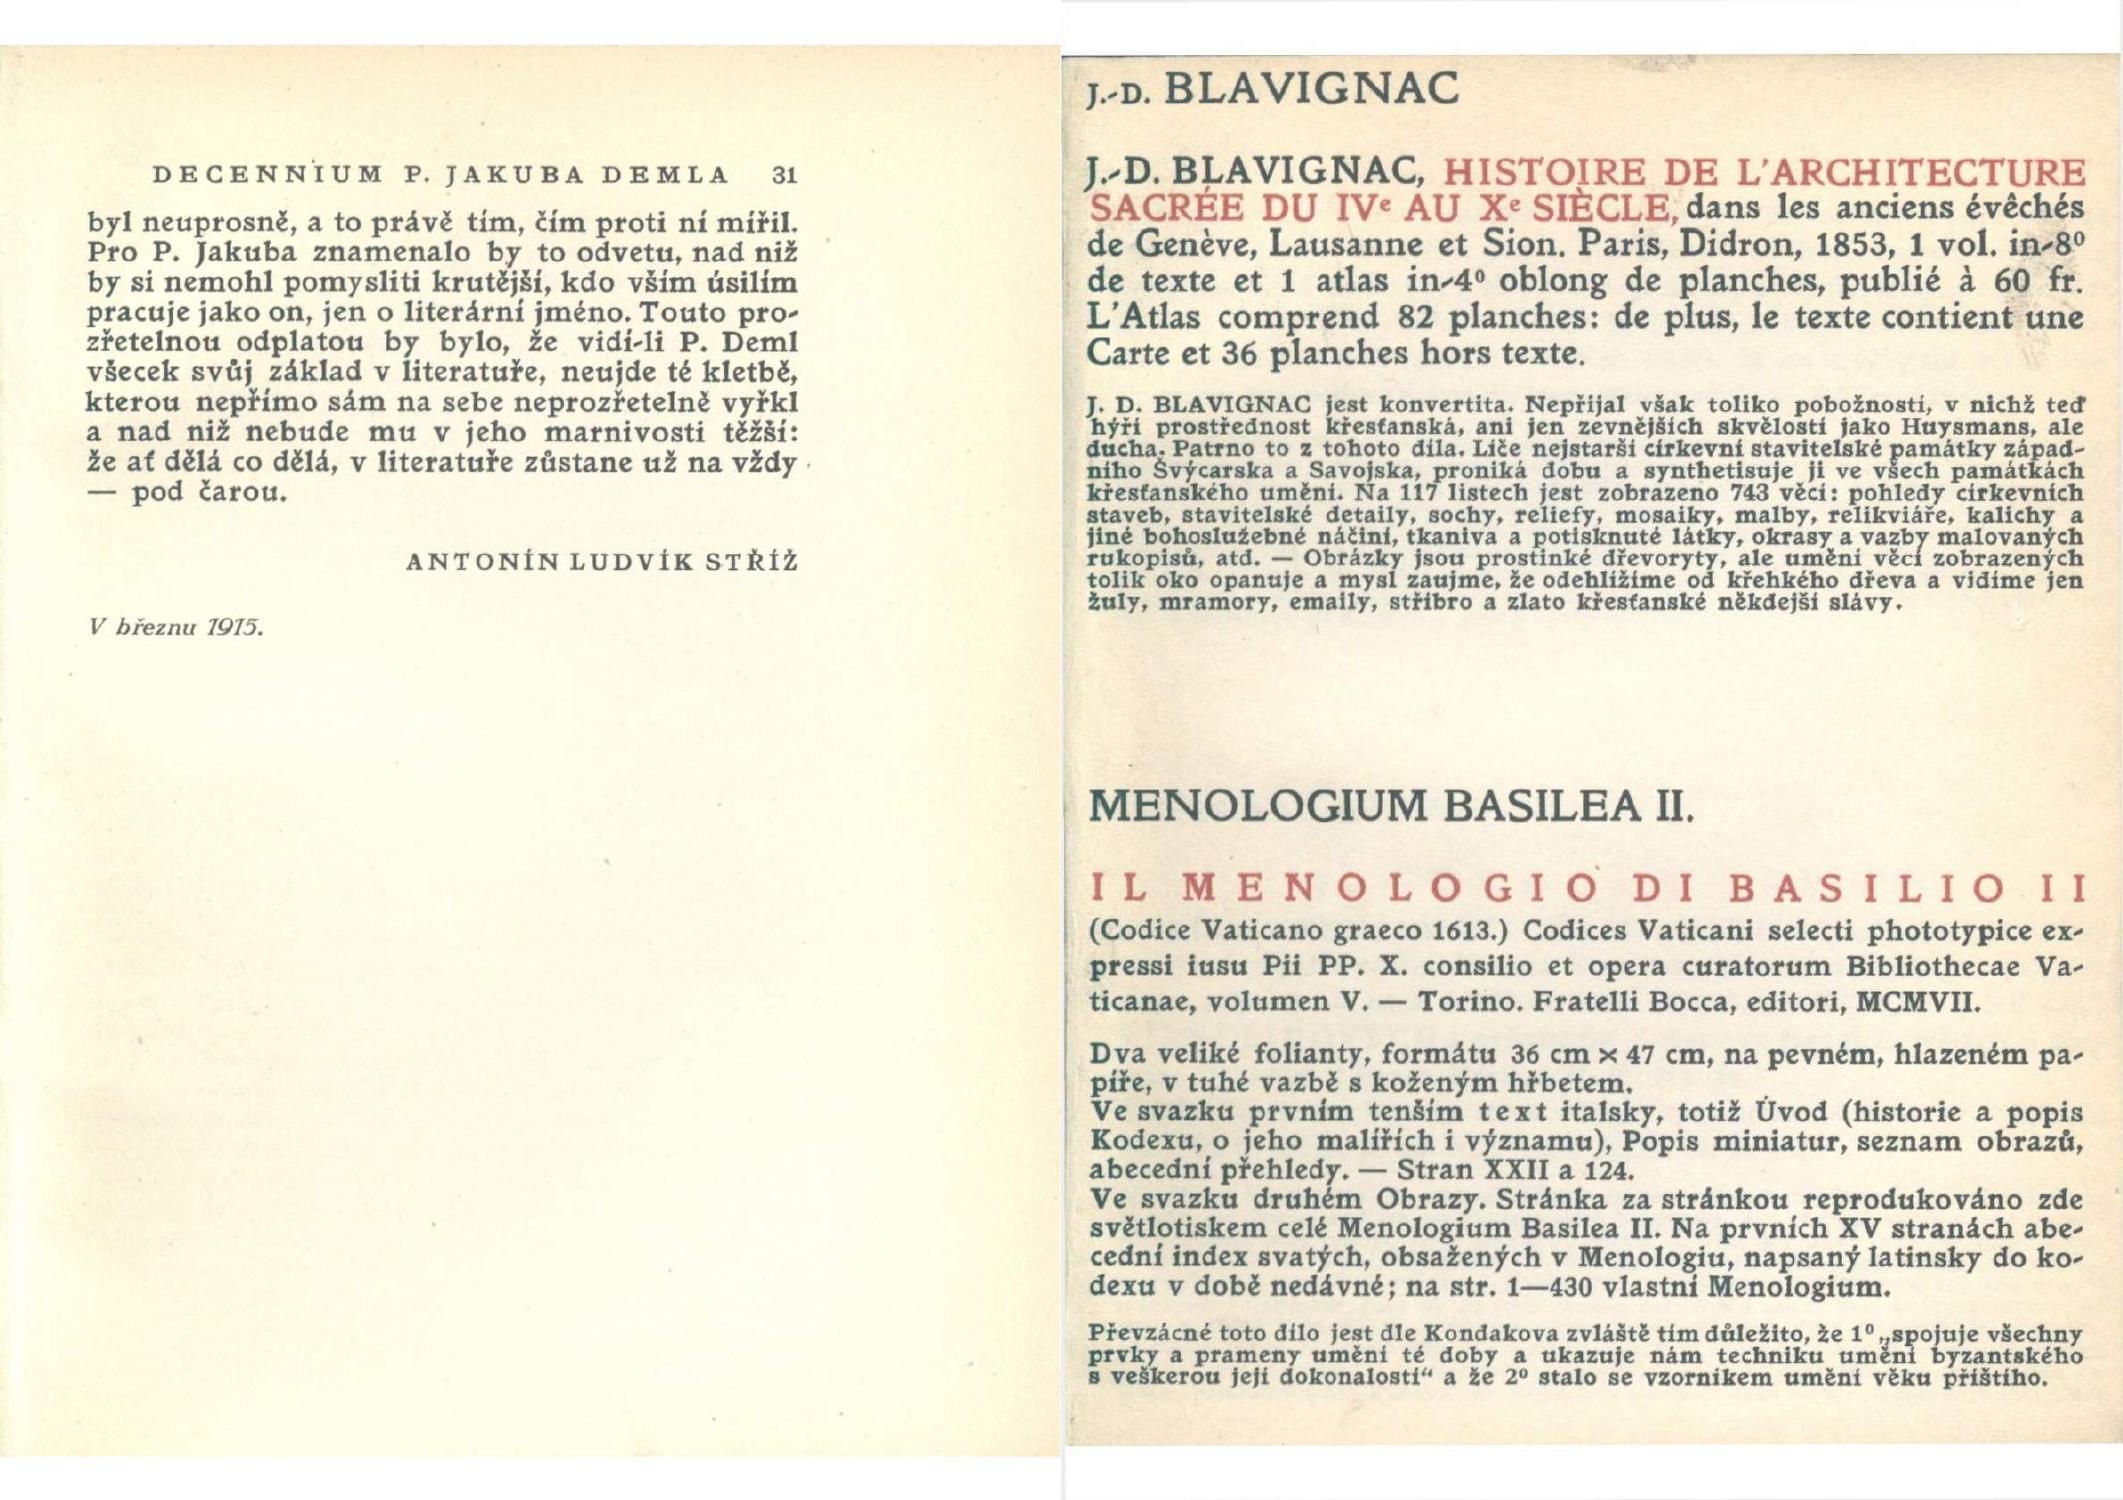 DECENNIUM P. JAKUBA DEMLA 31
byl neuprosně, a to právě tím, čím proti ní mířil.
Pro P. Jakuba znamenalo by to odvetu, nad niž
by si nemohl pomysliti krutější, kdo vším úsilím
pracuje jako on, jen o literární jméno. Touto pro-
zřetelnou odplatou by bylo, že vidí-li P. Deml
všecek svůj základ v literatuře, neujde té kletbě,
kterou nepřímo sám na sebe neprozřetelně vyřkl
a nad niž nebude mu v jeho marnivosti těžší:
že ať dělá co dělá, v literatuře zůstane už na vždy
— pod čarou.
ANTONÍN LUDVÍK STŘÍŽ
V březnu 1915.
J.-D. BLAVIGNAC
J.-D. BLAVIGNAC, HISTOIRE DE L'ARCHITECTURE
SACRÉE DU IVe AU Xe SIÈCLE, dans les anciens évêchés
de Genève, Lausanne et Sion. Paris, Didron, 1853, 1 vol. in-8º
de texte et 1 atlas in-4º oblong de planches, publié à 60 fr.
L'Atlas comprend 82 planches: de plus, le texte contient une
Carte et 36 planches hors texte.
J. D. BLAVIGNAC jest konvertita. Nepřijal však toliko pobožností, v nichž teď
hýří prostřednost křesťanská, ani jen zevnějších skvělostí jako Huysmans, ale
ducha. Patrno to z tohoto díla. Líče nejstarší církevní stavitelské památky západ-
ního Švýcarska a Savojska, proniká dobu a synthetisuje ji ve všech památkách
křesťanského umění. Na 117 listech jest zobrazeno 743 věcí: pohledy církevních
staveb, stavitelské detaily, sochy, reliefy, mosaiky, malby, relikviáře, kalichy a
jiné bohoslužebné náčiní, tkaniva a potisknuté látky, okrasy a vazby malovaných
rukopisů, atd. — Obrázky jsou prostinké dřevoryty, ale umění věcí zobrazených
tolik oko opanuje a mysl zaujme, že odehlížíme od křehkého dřeva a vidíme jen
žuly, mramory, emaily, stříbro a zlato křesťanské někdejší slávy.
MENOLOGIUM BASILEA II.
IL MENOLOGIO DI BASILIO II
(Codice Vaticano graeco 1613.) Codices Vaticani selecti phototypice ex-
pressi iusu Pii PP. X. consilio et opera curatorum Bibliothecae Va-
ticanae, volumen V. — Torino. Fratelli Bocca, editori, MCMVII.
Dva veliké folianty, formátu 36 cm × 47 cm, na pevném, hlazeném pa-
píře, v tuhé vazbě s koženým hřbetem.
Ve svazku prvním tenším text italsky, totiž Úvod (historie a popis
Kodexu, o jeho malířích i významu), Popis miniatur, seznam obrazů,
abecední přehledy. — Stran XXII a 124.
Ve svazku druhém Obrazy. Stránka za stránkou reprodukováno zde
světlotiskem celé Menologium Basilea II. Na prvních XV stranách abe-
cední index svatých, obsažených v Menologiu, napsaný latinsky do ko-
dexu v době nedávné; na str. 1—430 vlastní Menologium.
Převzácné toto dílo jest dle Kondakova zvláště tím důležito, že 1º „spojuje všechny
prvky a prameny umění té doby a ukazuje nám techniku umění byzantského
s veškerou její dokonalostí“ a že 2º stalo se vzorníkem umění věku příštího.